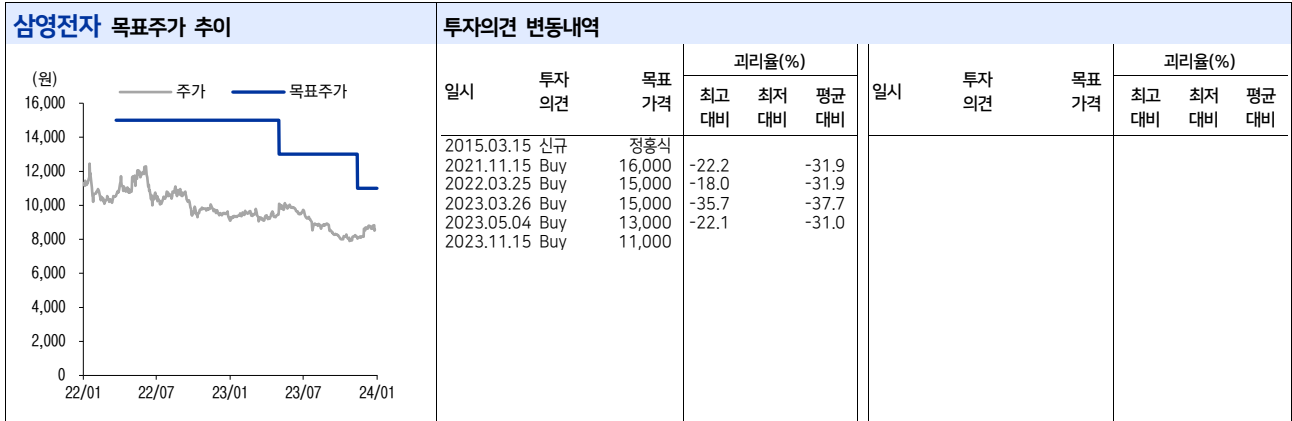 삼영전자 목표주가 추이
(원)
주가 목표주가
16,000
14,000
12,000
10,000
8,000
6,000
4,000
2,000
0
22/01 22/07 23/01 23/07 24/01
투자의견 변동내역
일시 투자의견 목표가격 괴리율(%) 최고대비 최저대비 평균대비
일시 투자의견 목표가격 괴리율(%) 최고대비 최저대비 평균대비
2015.03.15 신규 정홍식
2021.11.15 Buy 16,000 -22.2 -31.9
2022.03.25 Buy 15,000 -18.0 -31.9
2023.03.26 Buy 15,000 -35.7 -37.7
2023.05.04 Buy 13,000 -22.1 -31.0
2023.11.15 Buy 11,000